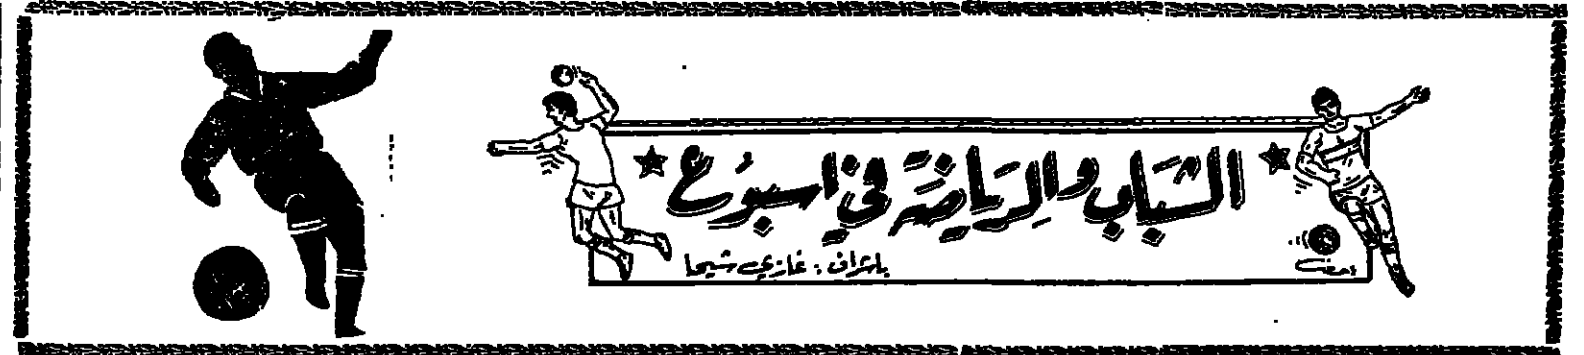 الشباب والرياضة في اسبوع
باشراف : غازي شيحا